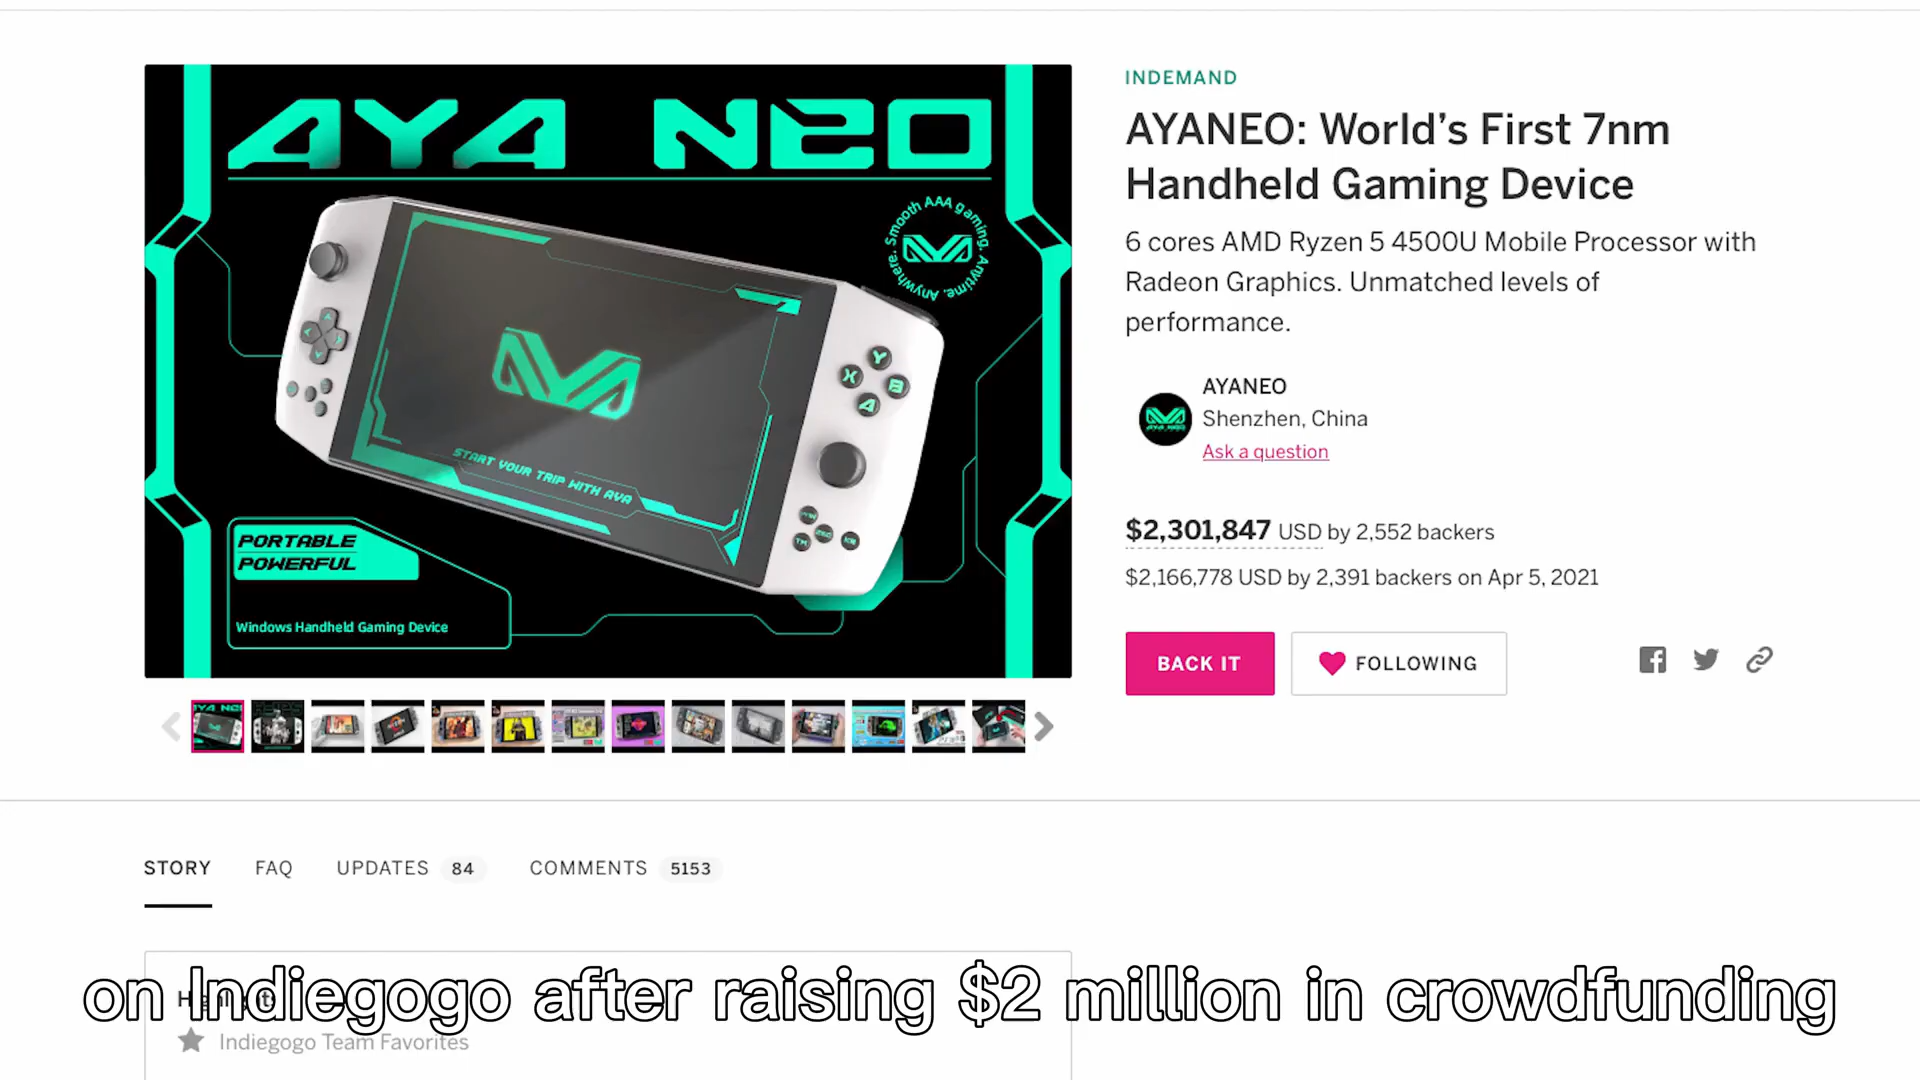 AYA NEO
Smooth AAA gaming. Anytime. Anywhere.
Y
X
B
A
START YOUR TRIP WITH AYA
PORTABLE
POWERFUL
Windows Handheld Gaming Device
INDEMAND
AYANEO: World's First 7nm
Handheld Gaming Device
6 cores AMD Ryzen 5 4500U Mobile Processor with
Radeon Graphics. Unmatched levels of
performance.
AYANEO
Shenzhen, China
Ask a question
$2,301,847 USD by 2,552 backers
$2,166,778 USD by 2,391 backers on Apr 5, 2021
BACK IT
FOLLOWING
STORY FAQ UPDATES 84 COMMENTS 5153
on Indiegogo after raising $2 million in crowdfunding
Indiegogo Team Favorites